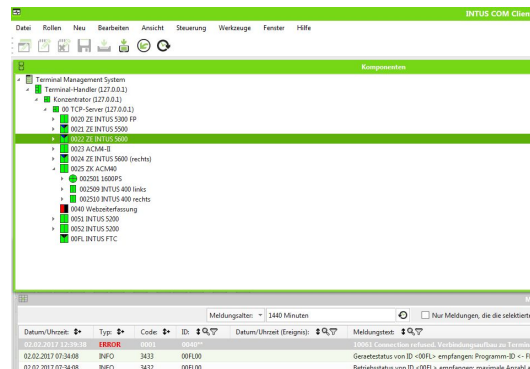 INTUS COM Clien
Datei Rollen Neu Bearbeiten Ansicht Steuerung Werkzeuge Fenster Hilfe
Komponenten
Terminal Management System
Terminal-Handler (127.0.0.1)
Konzentrator (127.0.0.1)
00 TCP-Server (127.0.0.1)
0020 ZE INTUS 5300 FP
0021 ZE INTUS 5500
0022 ZE INTUS 5600
0023 ACM4-II
0024 ZE INTUS 5600 (rechts)
0025 ZK ACM40
002501 1600PS
002509 INTUS 400 links
002510 INTUS 400 rechts
0040 Webzeiterfassung
0051 INTUS 5200
0052 INTUS 5200
00FL INTUS FTC
M
Meldungsalter: 1440 Minuten Nur Meldungen, die die selektierte
Datum/Uhrzeit: Typ: Code: ID: Datum/Uhrzeit (Ereignis): Meldungstext:
02.02.2017 12:39:38 ERROR 0001 0040** 10061 Connection refused. Verbindungsaufbau zu Termin
02.02.2017 07:34:08 INFO 3433 00FL00 Geraetestatus von ID <00FL> empfangen: Programm-ID <- F
02.02.2017 07:34:08 INFO 3432 00FL00 Betriebsstatus von ID <00FL> empfangen: maximale Anzahl